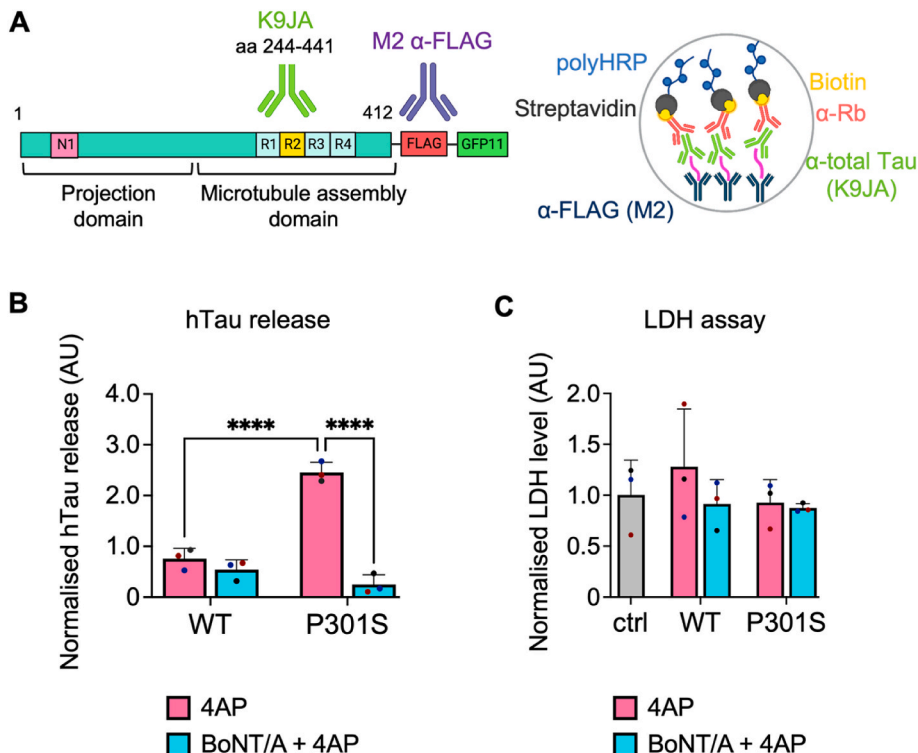 A
K9JA
aa 244-441
M2 α-FLAG
1
412
N1
R1
R2
R3
R4
FLAG
GFP11
Projection
domain
Microtubule assembly
domain
polyHRP
Streptavidin
Biotin
α-Rb
α-total Tau
(K9JA)
α-FLAG (M2)
B
hTau release
Normalised hTau release (AU)
4.0
3.0
2.0
1.0
0
****
****
WT
P301S
4AP
BoNT/A + 4AP
C
LDH assay
Normalised LDH level (AU)
2.0
1.5
1.0
0.5
0
ctrl
WT
P301S
4AP
BoNT/A + 4AP